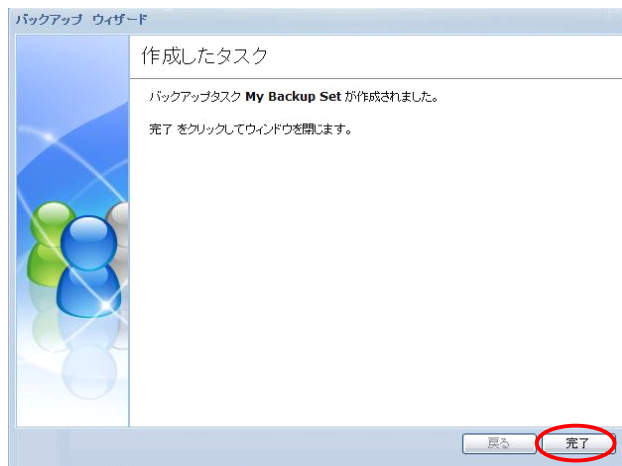 バックアップ ウィザード
作成したタスク
バックアップタスク My Backup Set が作成されました。
完了 をクリックしてウィンドウを閉じます。
戻る
完了